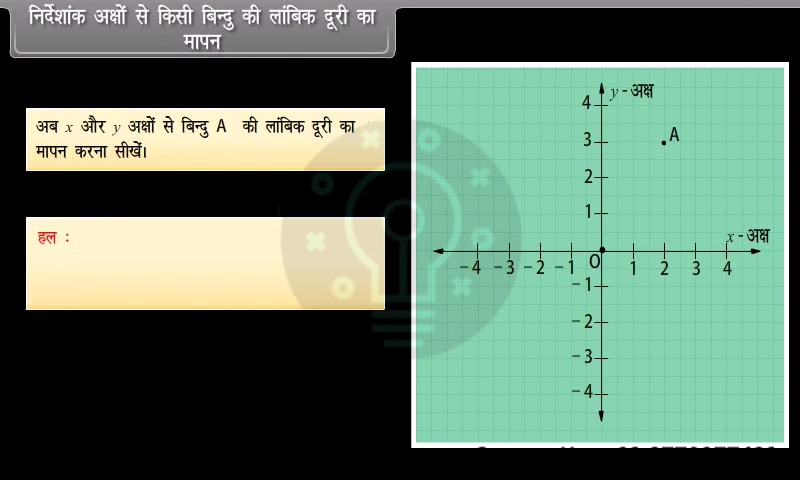 निर्देशांक अक्षों से किसी बिन्दु की लांबिक दूरी का
मापन
अब x और y अक्षों से बिन्दु A की लांबिक दूरी का
मापन करना सीखें।
हल :
y - अक्ष
4
3
A
2
1
x - अक्ष
O
- 4 - 3 - 2 - 1 1 2 3 4
- 1
- 2
- 3
- 4